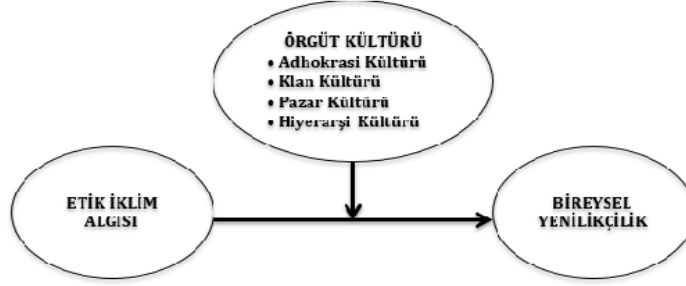 ÖRGÜT KÜLTÜRÜ
• Adhokrasi Kültürü
• Klan Kültürü
• Pazar Kültürü
• Hiyerarşi Kültürü
ETİK İKLİM
ALGISI
BİREYSEL
YENİLİKÇİLİK